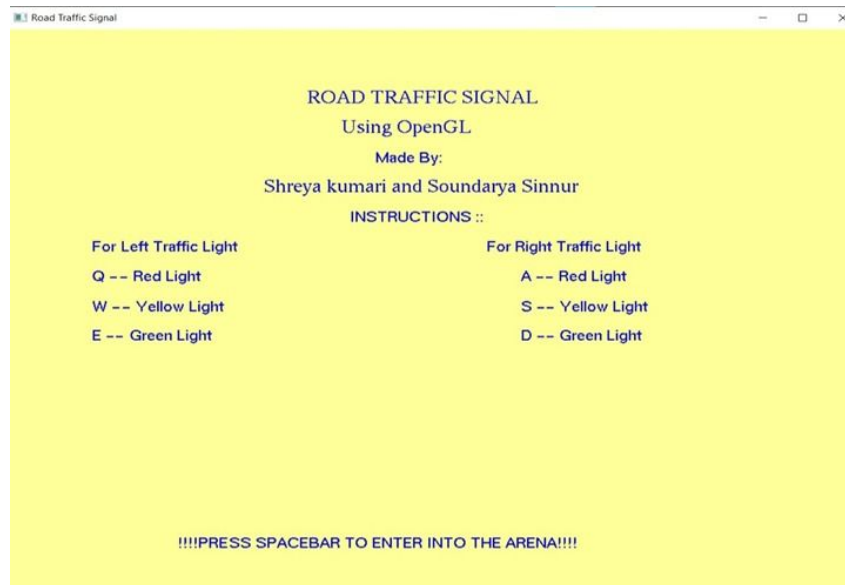 Road Traffic Signal
ROAD TRAFFIC SIGNAL
Using OpenGL
Made By:
Shreya kumari and Soundarya Sinnur
INSTRUCTIONS ::
For Left Traffic Light For Right Traffic Light
Q -- Red Light A -- Red Light
W -- Yellow Light S -- Yellow Light
E -- Green Light D -- Green Light
!!!!PRESS SPACEBAR TO ENTER INTO THE ARENA!!!!